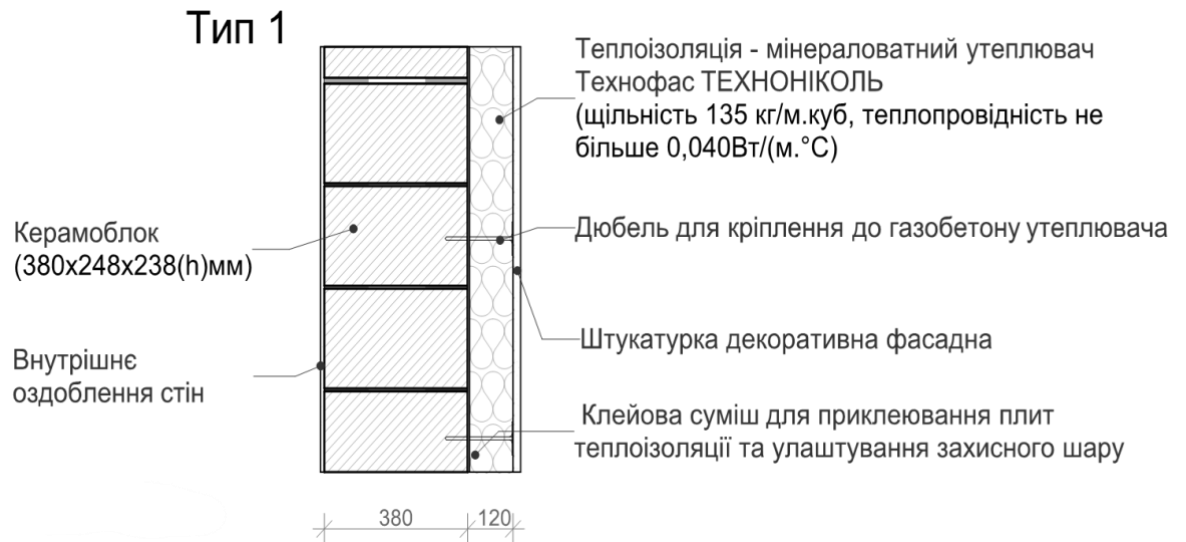 Тип 1
Теплоізоляція - мінераловатний утеплювач
Технофас ТЕХНОНІКОЛЬ
(щільність 135 кг/м.куб, теплопровідність не
більше 0,040Вт/(м.°С)
Керамоблок
(380х248х238(h)мм)
Дюбель для кріплення до газобетону утеплювача
Штукатурка декоративна фасадна
Внутрішнє
оздоблення стін
Клейова суміш для приклеювання плит
теплоізоляції та улаштування захисного шару
380
120